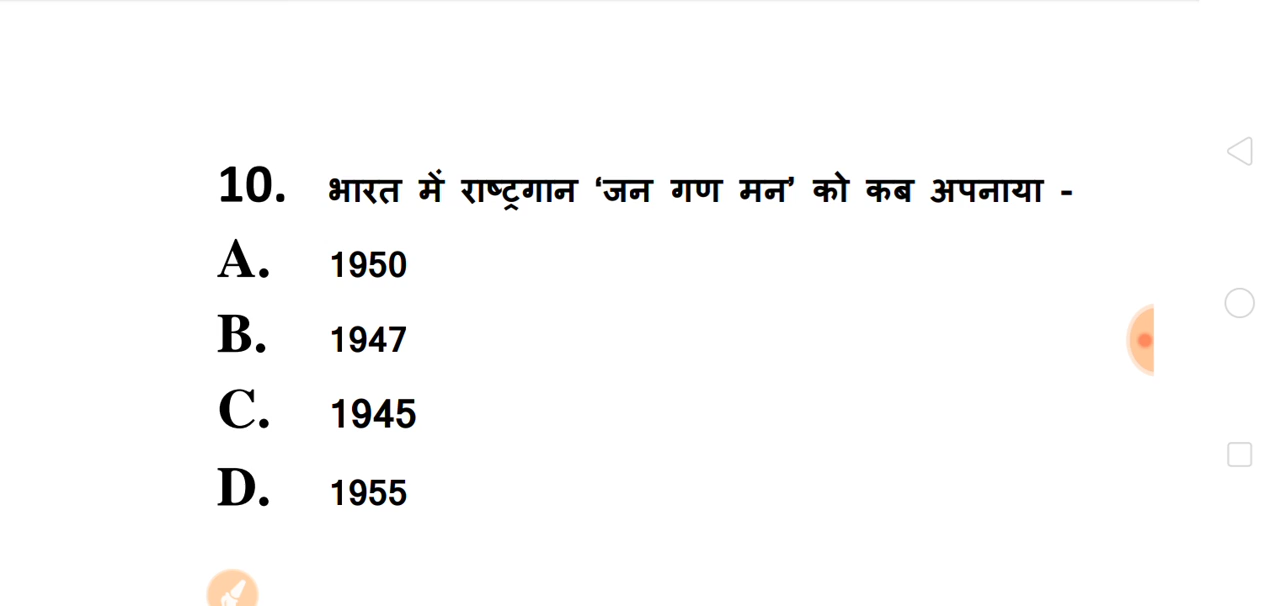 10. भारत में राष्ट्रगान ‘जन गण मन’ को कब अपनाया -
A. 1950
B. 1947
C. 1945
D. 1955